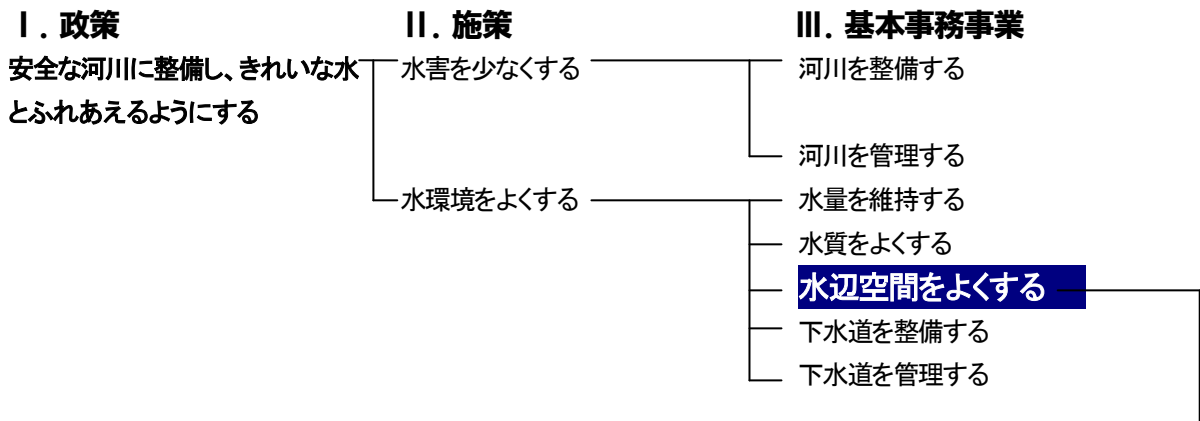 Ⅰ．政策
Ⅱ．施策
Ⅲ．基本事務事業
安全な河川に整備し、きれいな水
とふれあえるようにする
水害を少なくする
河川を整備する
河川を管理する
水環境をよくする
水量を維持する
水質をよくする
水辺空間をよくする
下水道を整備する
下水道を管理する